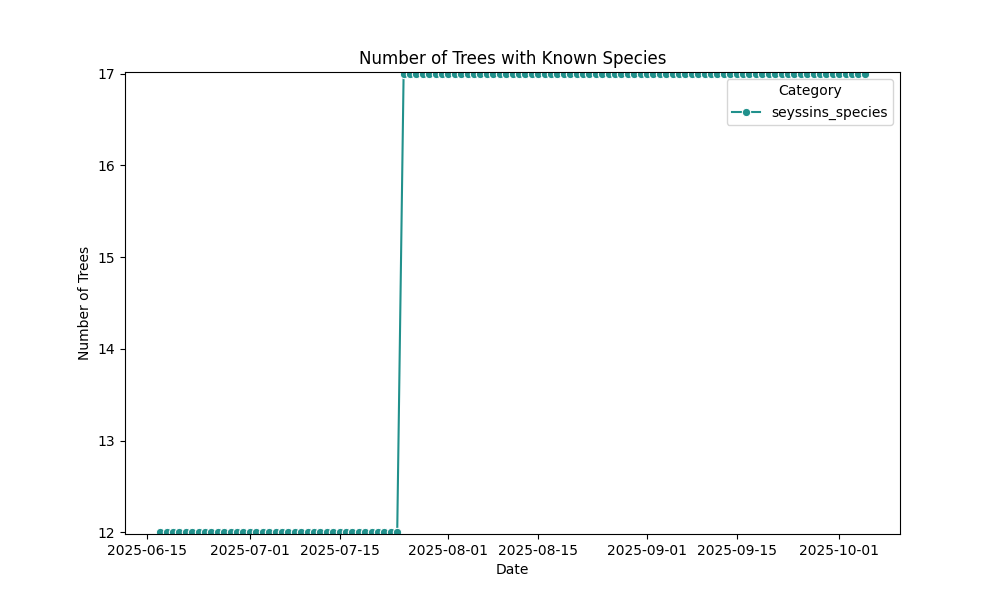 Number of Trees with Known Species
17
16
15
14
13
12
Number of Trees
Category
seyssins_species
2025-06-15 2025-07-01 2025-07-15 2025-08-01 2025-08-15 2025-09-01 2025-09-15 2025-10-01
Date